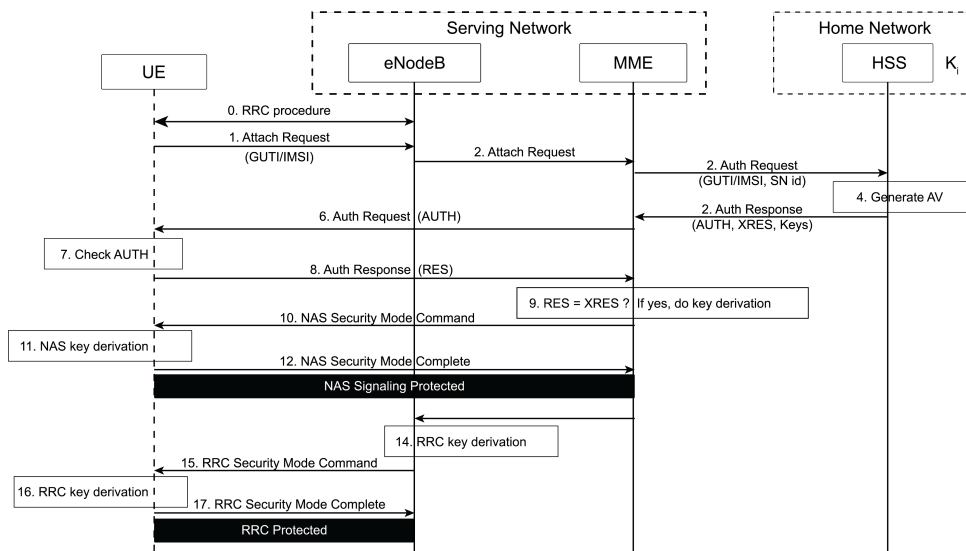 Serving Network
Home Network
UE
eNodeB
MME
HSS
Ki
0. RRC procedure
1. Attach Request
(GUTI/IMSI)
2. Attach Request
2. Auth Request
(GUTI/IMSI, SN id)
4. Generate AV
2. Auth Response
(AUTH, XRES, Keys)
6. Auth Request (AUTH)
7. Check AUTH
8. Auth Response (RES)
9. RES = XRES ? If yes, do key derivation
10. NAS Security Mode Command
11. NAS key derivation
12. NAS Security Mode Complete
NAS Signaling Protected
14. RRC key derivation
15. RRC Security Mode Command
16. RRC key derivation
17. RRC Security Mode Complete
RRC Protected